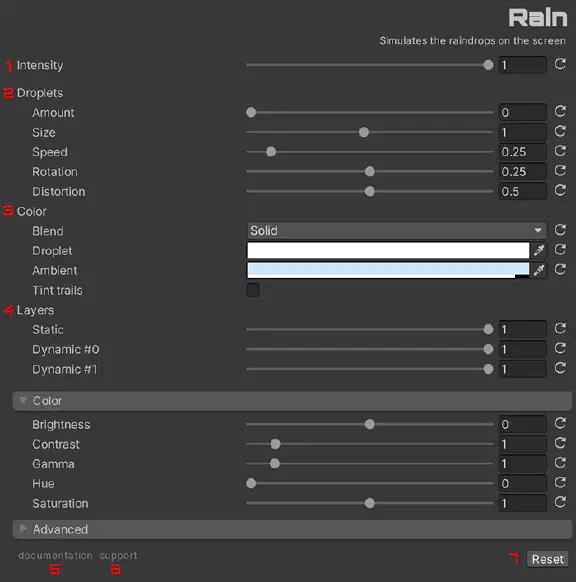 Rain
Simulates the raindrops on the screen
1 Intensity 1
2 Droplets
Amount 0
Size 1
Speed 0.25
Rotation 0.25
Distortion 0.5
3 Color
Blend Solid
Droplet
Ambient
Tint trails
4 Layers
Static 1
Dynamic #0 1
Dynamic #1 1
Color
Brightness 0
Contrast 1
Gamma 1
Hue 0
Saturation 1
Advanced
documentation support 7 Reset
5 6